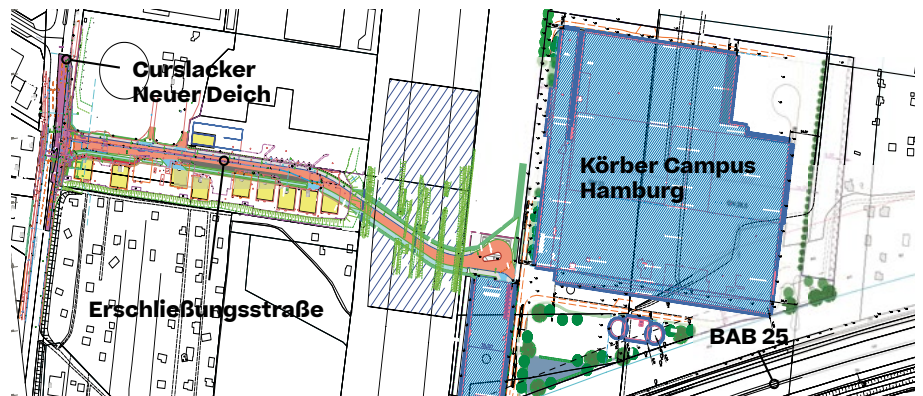 Curslacker
Neuer Deich
Körber Campus
Hamburg
Erschließungsstraße
BAB 25